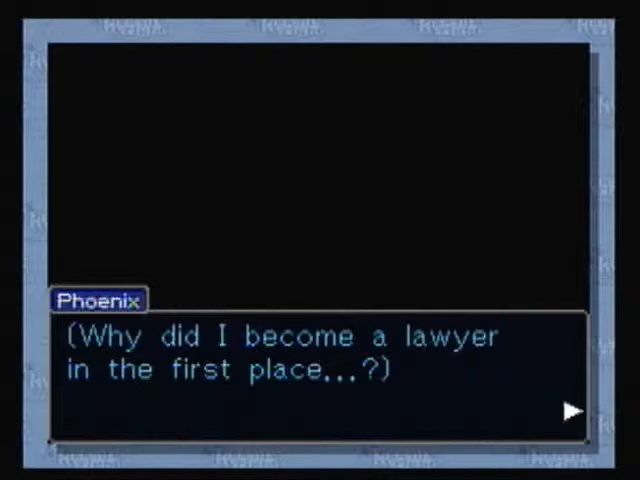 Phoenix
(Why did I become a lawyer
in the first place...?)